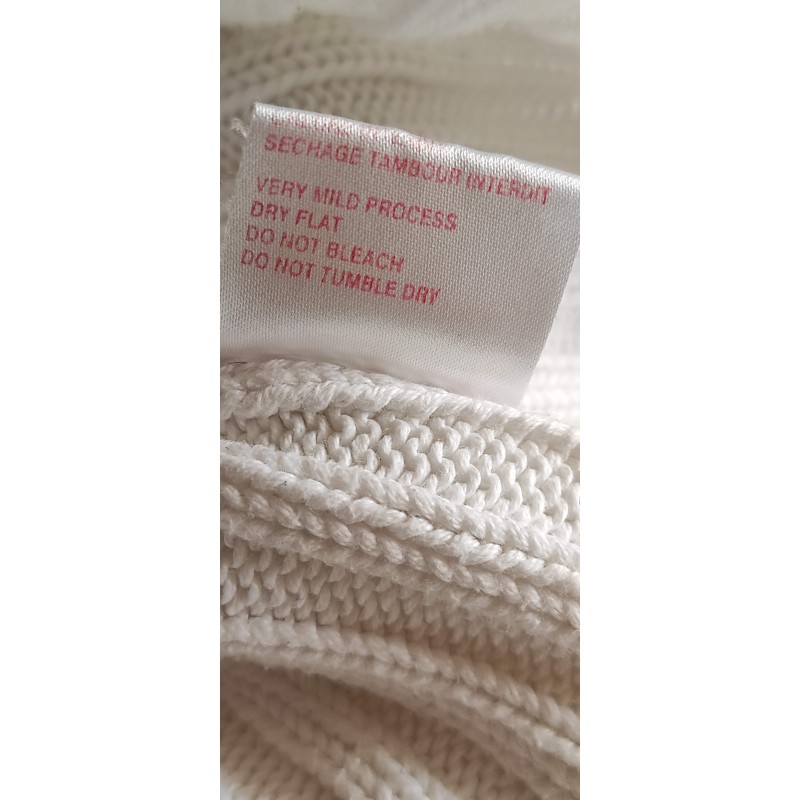 SECHAGE TAMBOUR INTERDIT
VERY MILD PROCESS
DRY FLAT
DO NOT BLEACH
DO NOT TUMBLE DRY